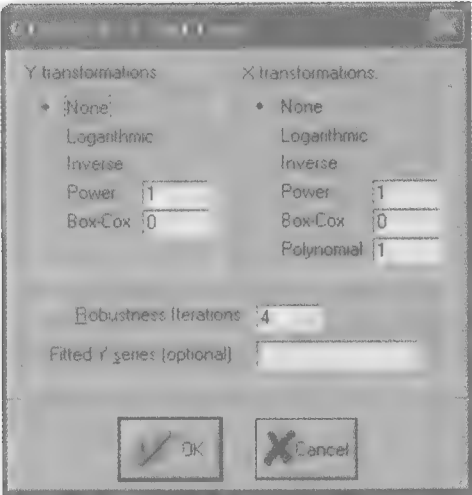 Y transformations
None
Logarithmic
Inverse
Power 1
Box-Cox 0
X transformations.
None
Logarithmic
Inverse
Power 1
Box-Cox 0
Polynomial 1
Robustness Iterations 4
Fitted Y series (optional)
OK
Cancel